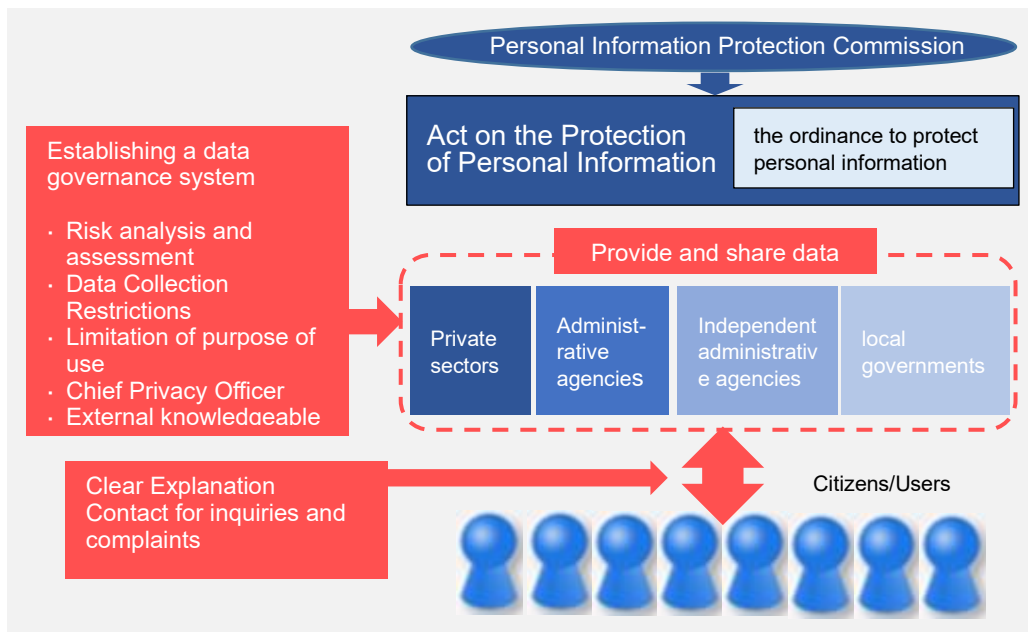 Personal Information Protection Commission
Act on the Protection
of Personal Information
the ordinance to protect
personal information
Establishing a data
governance system
· Risk analysis and
assessment
· Data Collection
Restrictions
· Limitation of purpose of
use
· Chief Privacy Officer
· External knowledgeable
Provide and share data
Private
sectors
Administ-
rative
agencies
Independent
administrativ
e agencies
local
governments
Clear Explanation
Contact for inquiries and
complaints
Citizens/Users